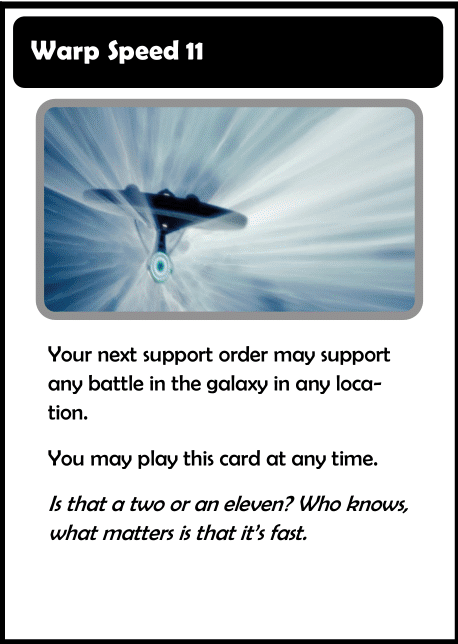 Warp Speed 11
Your next support order may support
any battle in the galaxy in any loca-
tion.
You may play this card at any time.
Is that a two or an eleven? Who knows,
what matters is that it's fast.